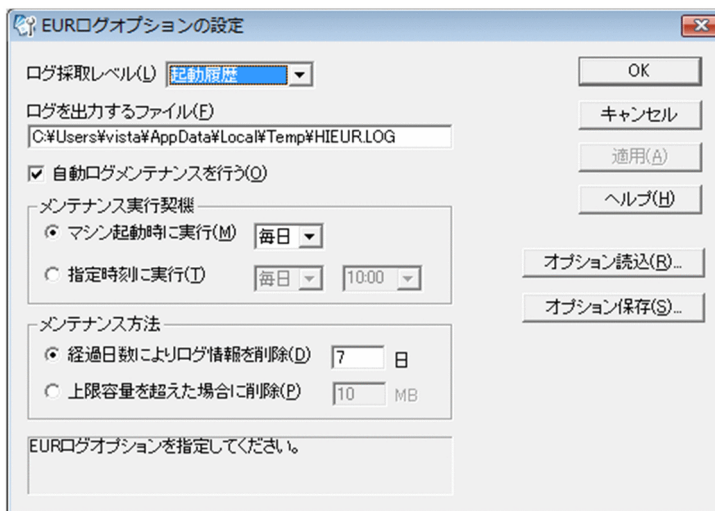 EURログオプションの設定
ログ採取レベル(L) 起動履歴
OK
ログを出力するファイル(F)
C:¥Users¥vista¥AppData¥Local¥Temp¥HIEUR.LOG
キャンセル
自動ログメンテナンスを行う(O)
適用(A)
メンテナンス実行契機
ヘルプ(H)
マシン起動時に実行(M) 毎日
指定時刻に実行(T) 毎日 10:00
オプション読込(R)...
オプション保存(S)...
メンテナンス方法
経過日数によりログ情報を削除(D) 7 日
上限容量を超えた場合に削除(P) 10 MB
EURログオプションを指定してください。